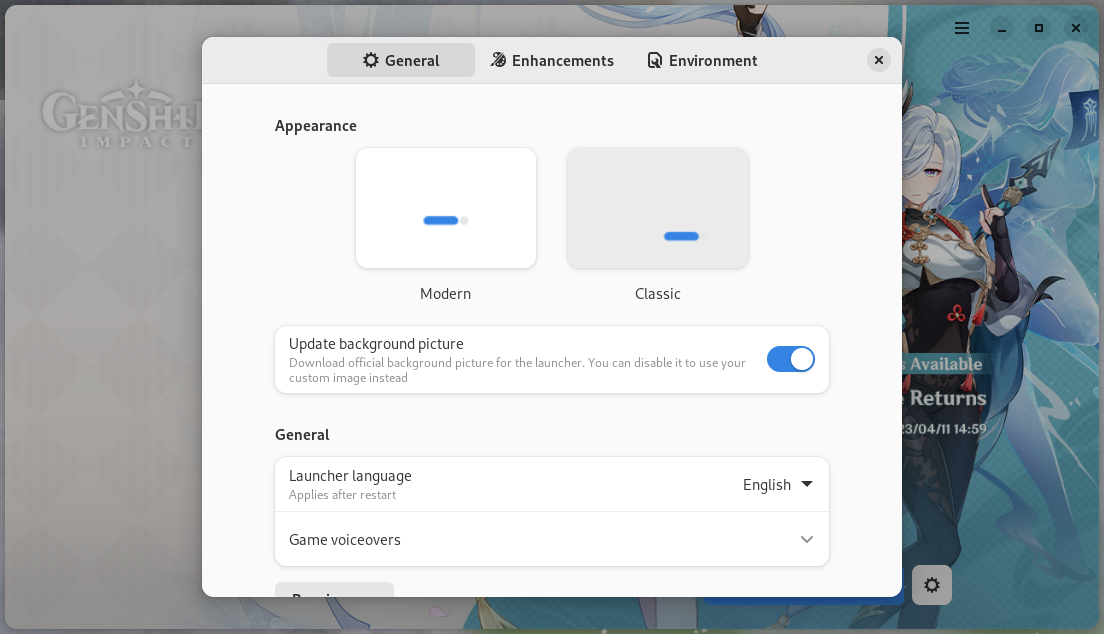 General
Enhancements
Environment
GENSHIN
IMPACT
Appearance
Modern
Classic
Update background picture
Download official background picture for the launcher. You can disable it to use your
custom image instead
General
Launcher language
Applies after restart
English
Game voiceovers
Available
Returns
23/04/11 14:59